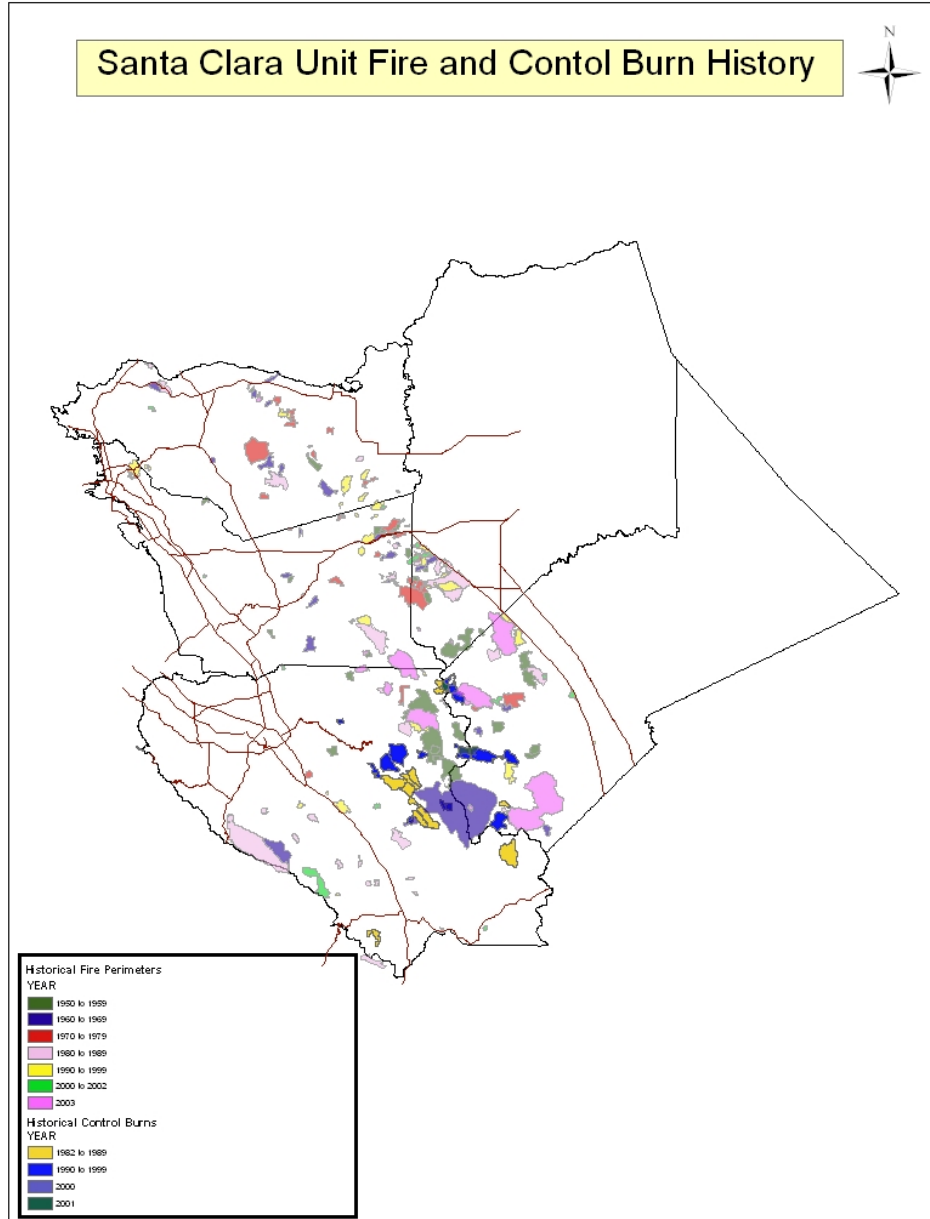 Santa Clara Unit Fire and Contol Burn History
N
Historical Fire Perimeters
YEAR
1950 to 1959
1960 to 1969
1970 to 1979
1980 to 1989
1990 to 1999
2000 to 2002
2003
Historical Control Burns
YEAR
1982 to 1989
1990 to 1999
2000
2001